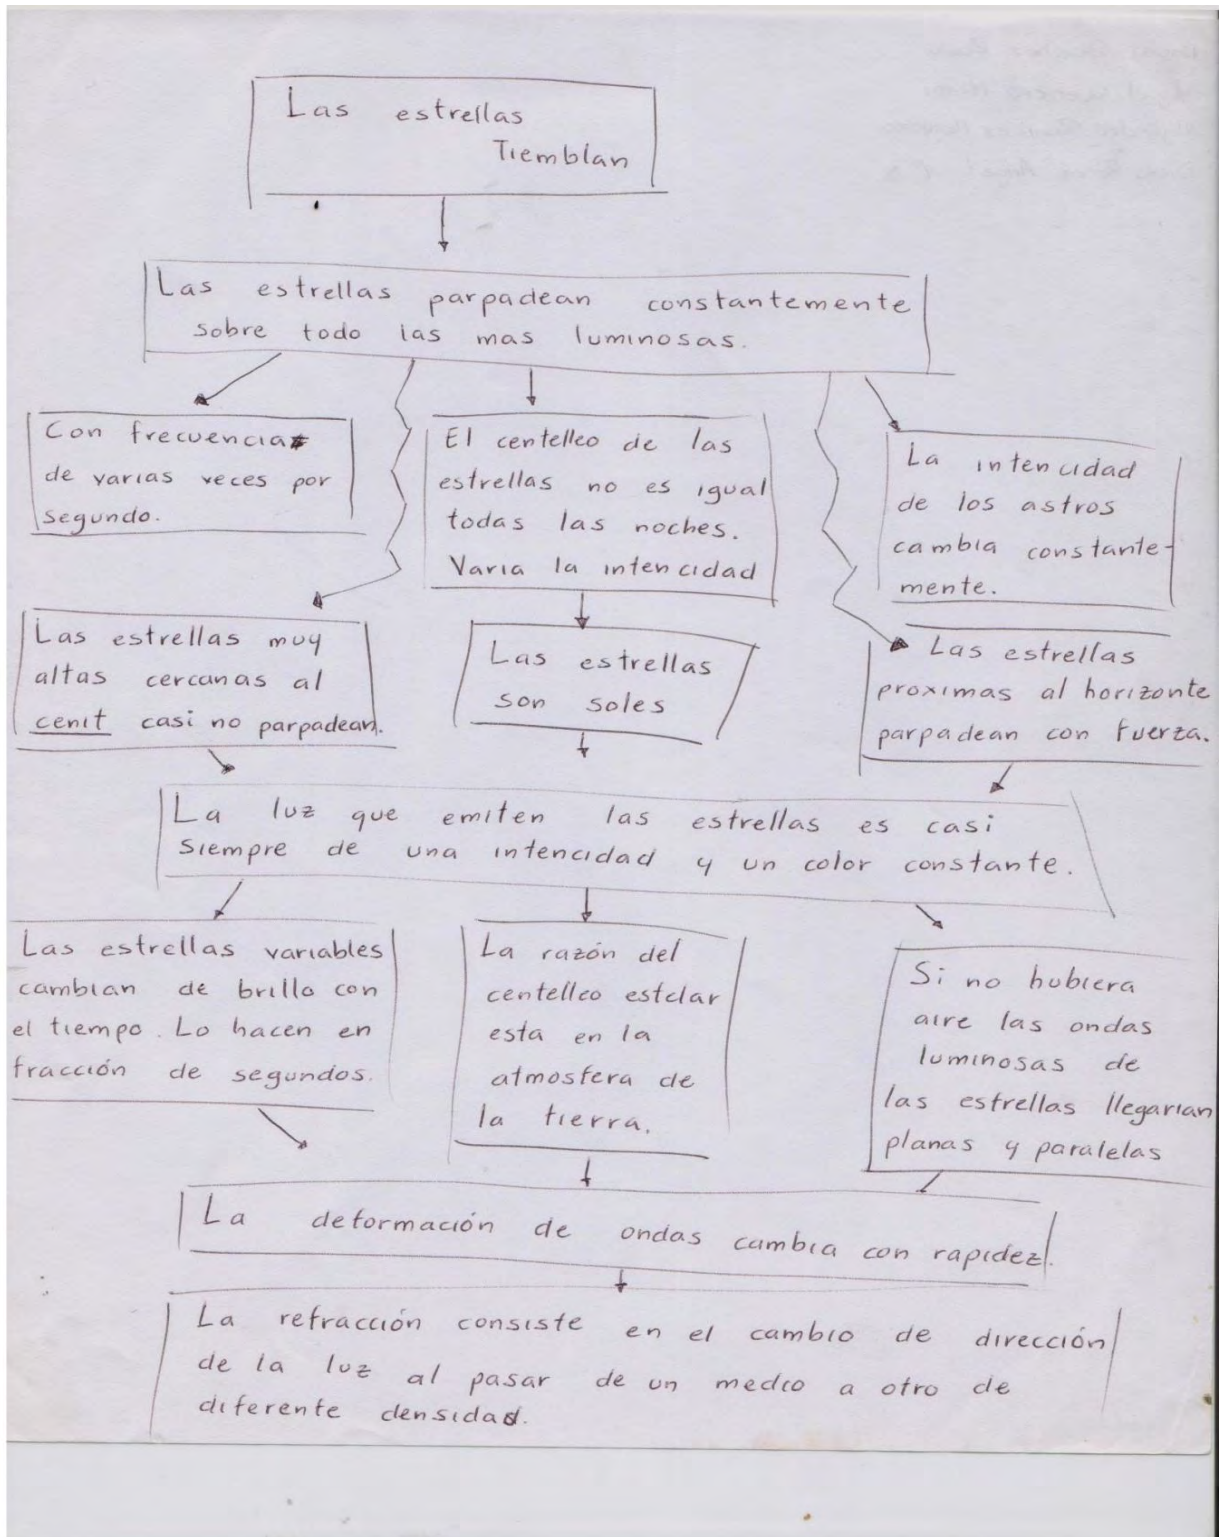 Las estrellas
Tiemblan
Las estrellas parpadean constantemente
sobre todo las mas luminosas.
Con frecuencia
de varias veces por
segundo.
El centelleo de las
estrellas no es igual
todas las noches.
Varia la intencidad
La intencidad
de los astros
cambia constante-
mente.
Las estrellas muy
altas cercanas al
cenit casi no parpadean.
Las estrellas
son soles
Las estrellas
proximas al horizonte
parpadean con fuerza.
La luz que emiten las estrellas es casi
siempre de una intencidad y un color constante.
Las estrellas variables
cambian de brillo con
el tiempo. Lo hacen en
fracción de segundos.
La razón del
centelleo estelar
esta en la
atmosfera de
la tierra.
Si no hubiera
aire las ondas
luminosas de
las estrellas llegarian
planas y paralelas
La deformación de ondas cambia con rapidez.
La refracción consiste en el cambio de dirección
de la luz al pasar de un medio a otro de
diferente densidad.